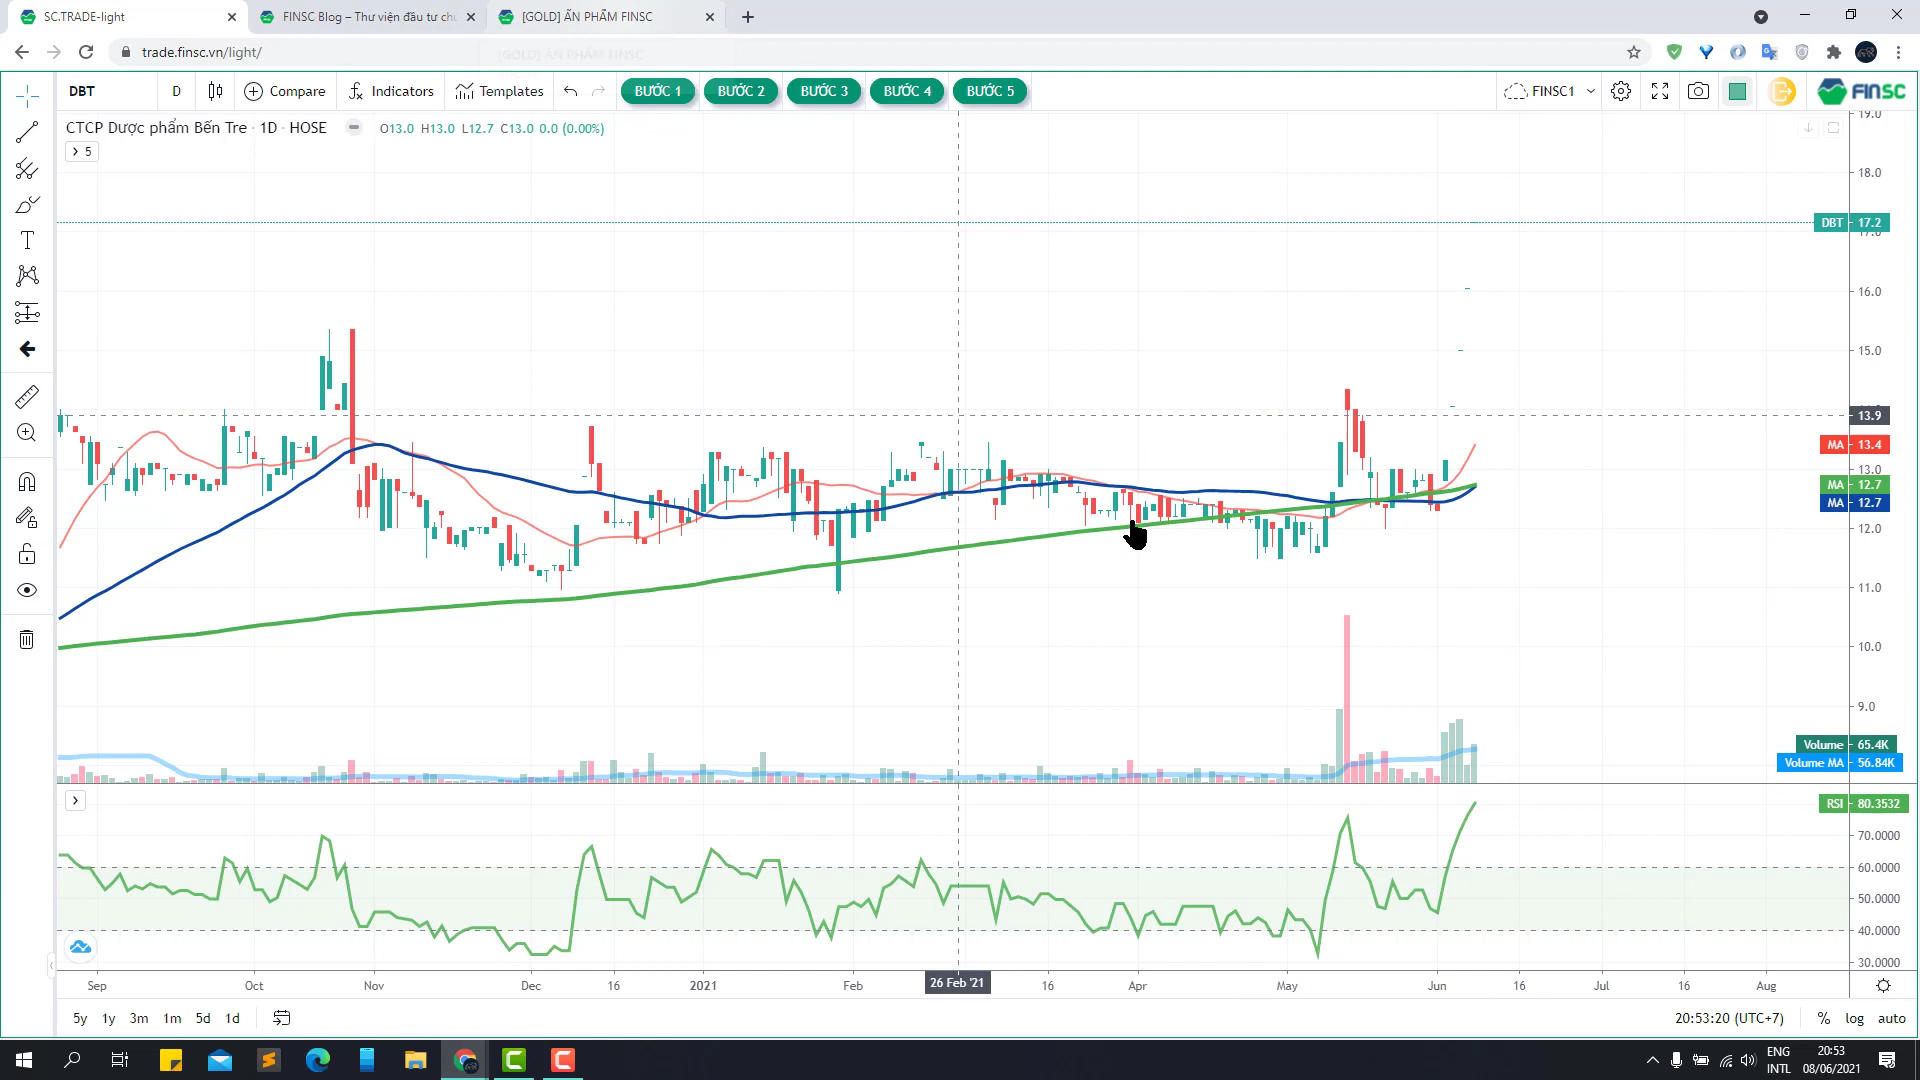 SC.TRADE-light
FINSC Blog – Thư viện đầu tư chu
[GOLD] ẤN PHẨM FINSC
trade.finsc.vn/light/
[GOLD] ẤN PHẨM FINSC
DBT
D
Compare
Indicators
Templates
BƯỚC 1
BƯỚC 2
BƯỚC 3
BƯỚC 4
BƯỚC 5
FINSC1
FINSC
CTCP Dược phẩm Bến Tre · 1D · HOSE
O13.0 H13.0 L12.7 C13.0 0.0 (0.00%)
5
19.0
18.0
DBT 17.2
17.0
16.0
15.0
13.9
MA 13.4
13.0
MA 12.7
MA 12.7
12.0
11.0
10.0
9.0
Volume 65.4K
Volume MA 56.84K
RSI 80.3532
70.0000
60.0000
50.0000
40.0000
30.0000
Sep
Oct
Nov
Dec
16
2021
Feb
26 Feb '21
16
Apr
May
Jun
16
Jul
16
Aug
5y 1y 3m 1m 5d 1d
20:53:20 (UTC+7)
% log auto
ENG
INTL
20:53
08/06/2021